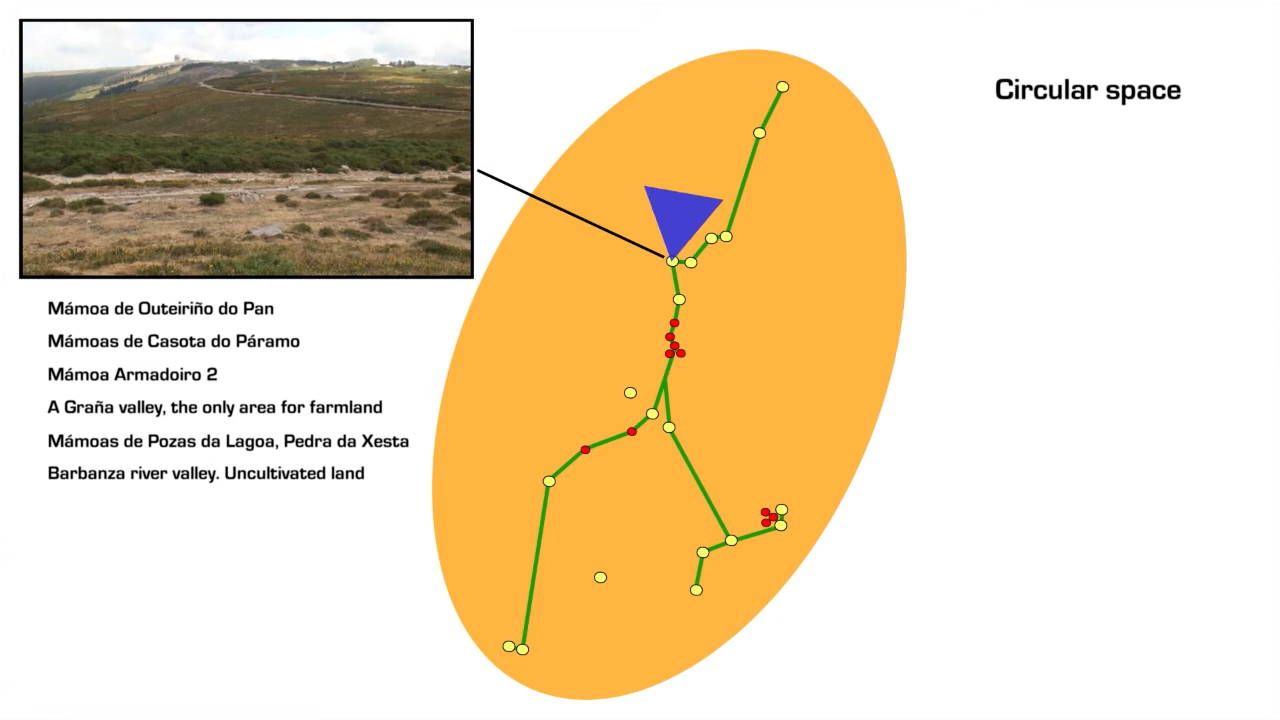 Circular space
Mámoa de Outeiriño do Pan
Mámoas de Casota do Páramo
Mámoa Armadoiro 2
A Graña valley, the only area for farmland
Mámoas de Pozas da Lagoa, Pedra da Xesta
Barbanza river valley. Uncultivated land